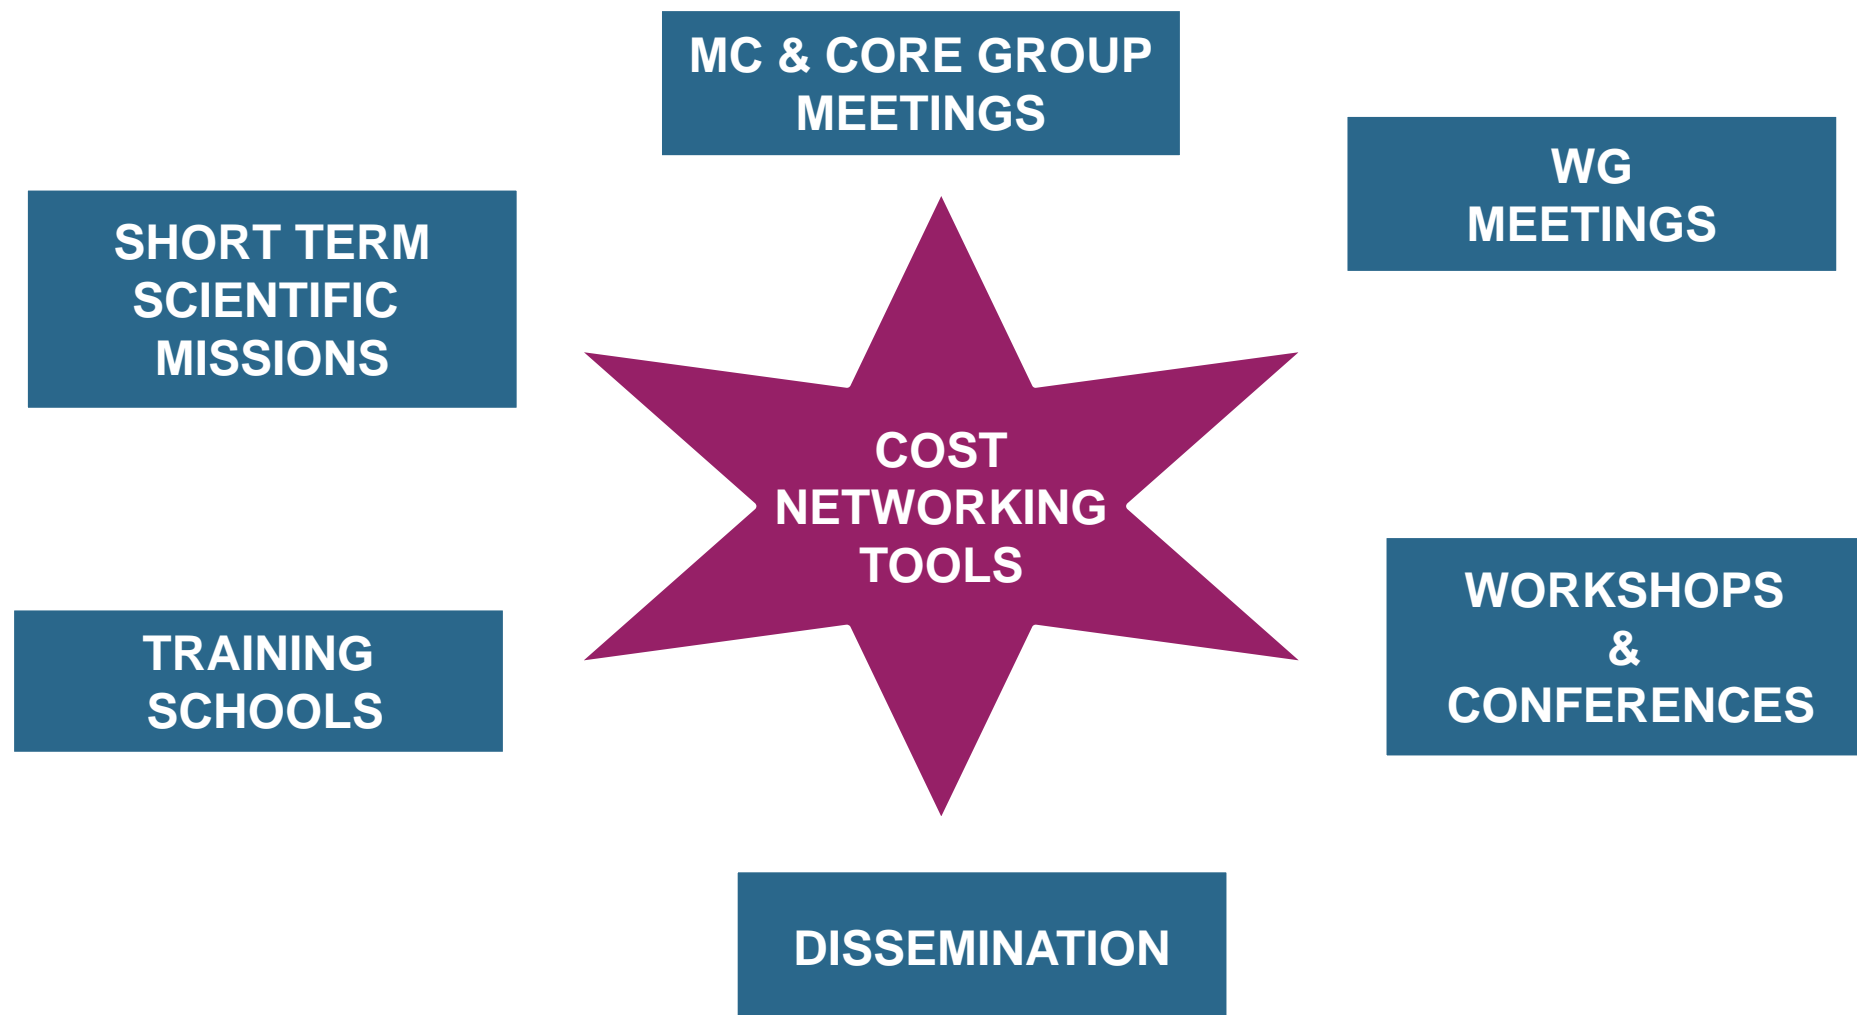 MC & CORE GROUP
MEETINGS
WG
MEETINGS
SHORT TERM
SCIENTIFIC
MISSIONS
COST
NETWORKING
TOOLS
WORKSHOPS
&
CONFERENCES
TRAINING
SCHOOLS
DISSEMINATION